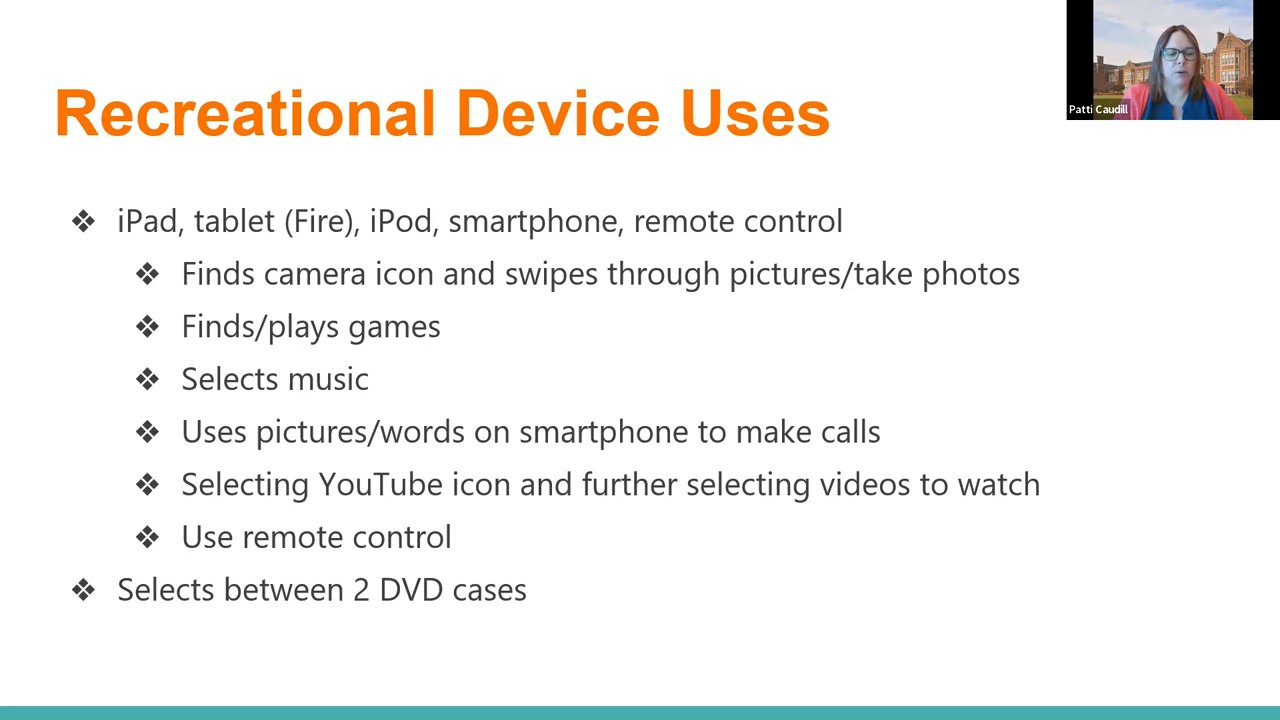 Recreational Device Uses
Patti Caudill
❖ iPad, tablet (Fire), iPod, smartphone, remote control
❖ Finds camera icon and swipes through pictures/take photos
❖ Finds/plays games
❖ Selects music
❖ Uses pictures/words on smartphone to make calls
❖ Selecting YouTube icon and further selecting videos to watch
❖ Use remote control
❖ Selects between 2 DVD cases